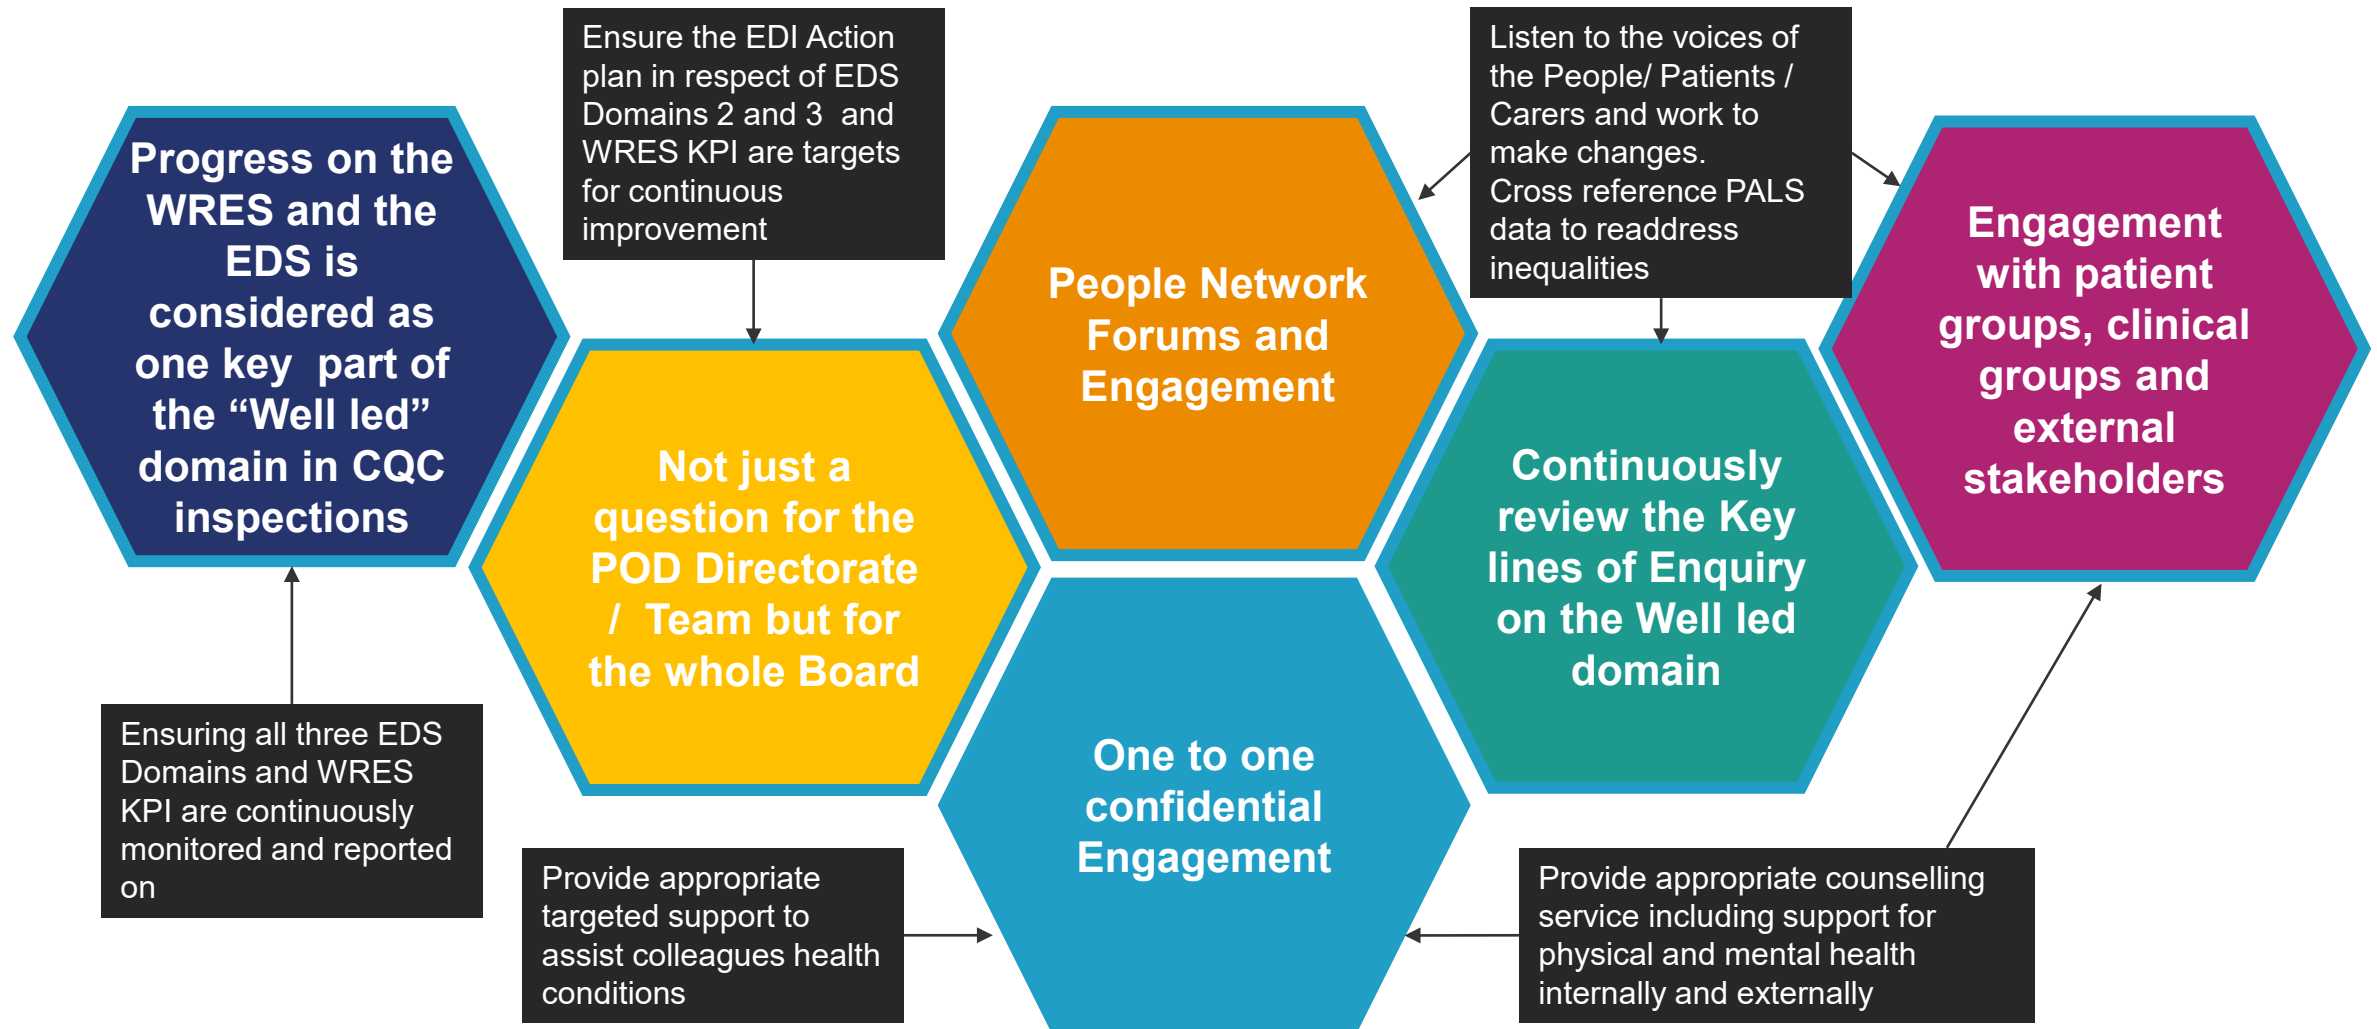 Progress on the
WRES and the
EDS is
considered as
one key  part of
the “Well led”
domain in CQC
inspections
Ensuring all three EDS
Domains and WRES
KPI are continuously
monitored and reported
on
Ensure the EDI Action
plan in respect of EDS
Domains 2 and 3  and
WRES KPI are targets
for continuous
improvement
Not just a
question for the
POD Directorate
/  Team but for
the whole Board
People Network
Forums and
Engagement
One to one
confidential
Engagement
Provide appropriate
targeted support to
assist colleagues health
conditions
Listen to the voices of
the People/ Patients /
Carers and work to
make changes.
Cross reference PALS
data to readdress
inequalities
Continuously
review the Key
lines of Enquiry
on the Well led
domain
Engagement
with patient
groups, clinical
groups and
external
stakeholders
Provide appropriate counselling
service including support for
physical and mental health
internally and externally